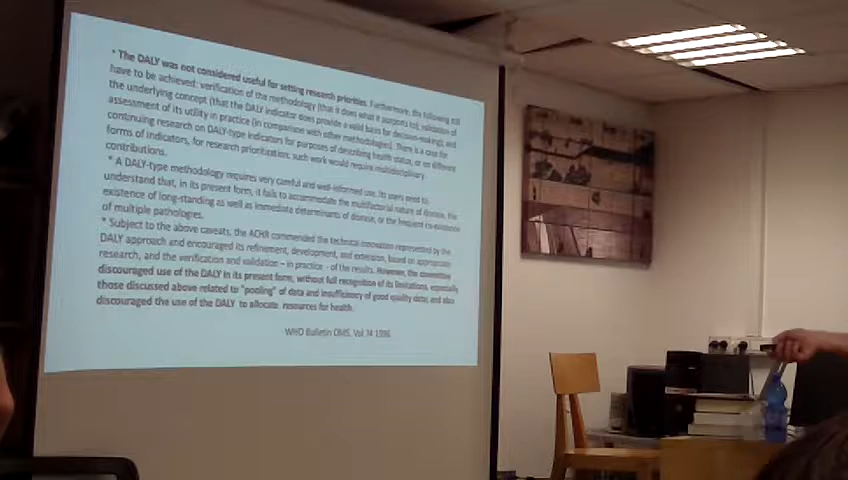 * The DALY was not considered useful for setting research priorities. Furthermore, the following still
have to be achieved: verification of the methodology (that it does what it purports to), validation of
the underlying concept (that the DALY indicator does provide a valid basis for decision-making), and
assessment of its utility in practice (in comparison with other methodologies). There is a case for
continuing research on DALY-type indicators for purposes of describing health status, or on different
forms of indicators, for research prioritization; such work would require multidisciplinary
contributions.
* A DALY-type methodology requires very careful and well-informed use. Its users need to
understand that, in its present form, it fails to accommodate the multifactorial nature of disease, the
existence of long-standing as well as immediate determinants of disease, or the frequent co-existence
of multiple pathologies.
* Subject to the above caveats, the ACHR commended the technical innovation represented by the
DALY approach and encouraged its refinement, development, and extension, based on appropriate
research, and the verification and validation – in practice - of the results. However, the committee
discouraged use of the DALY in its present form, without full recognition of its limitations, especially
those discussed above related to "pooling" of data and insufficiency of good quality data, and also
discouraged the use of the DALY to allocate resources for health.
WHO Bulletin OMS. Vol 74 1996